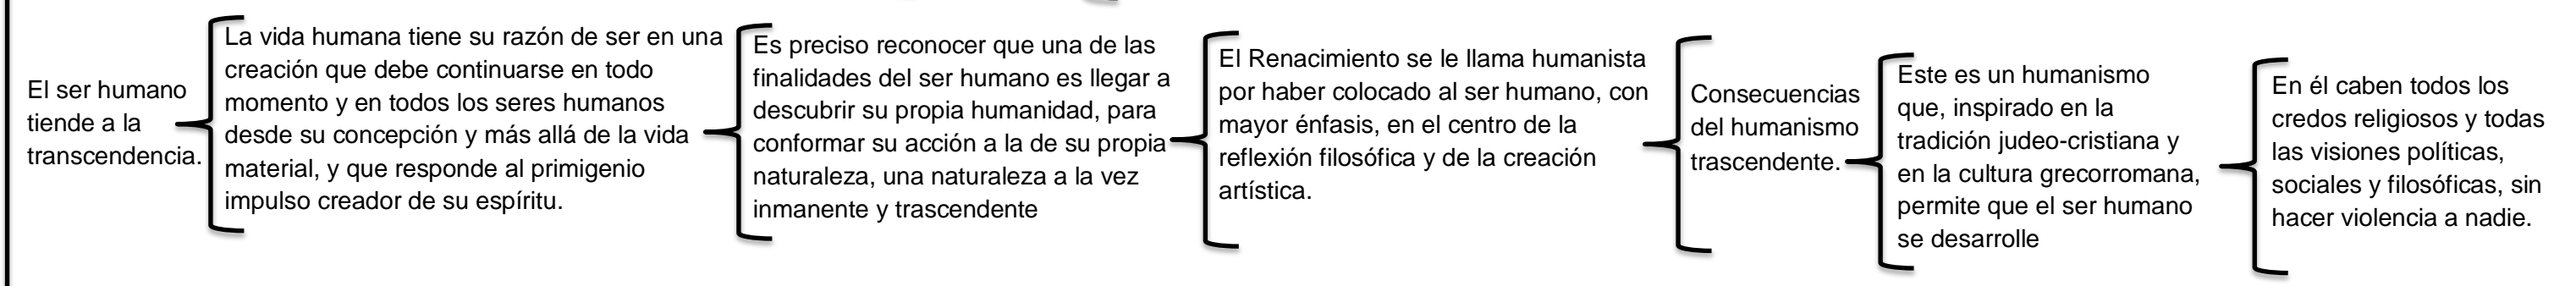 El ser humano
tiende a la
transcendencia.
La vida humana tiene su razón de ser en una
creación que debe continuarse en todo
momento y en todos los seres humanos
desde su concepción y más allá de la vida
material, y que responde al primigenio
impulso creador de su espíritu.
Es preciso reconocer que una de las
finalidades del ser humano es llegar a
descubrir su propia humanidad, para
conformar su acción a la de su propia
naturaleza, una naturaleza a la vez
inmanente y trascendente
El Renacimiento se le llama humanista
por haber colocado al ser humano, con
mayor énfasis, en el centro de la
reflexión filosófica y de la creación
artística.
Consecuencias
del humanismo
trascendente.
Este es un humanismo
que, inspirado en la
tradición judeo-cristiana y
en la cultura grecorromana,
permite que el ser humano
se desarrolle
En él caben todos los
credos religiosos y todas
las visiones políticas,
sociales y filosóficas, sin
hacer violencia a nadie.